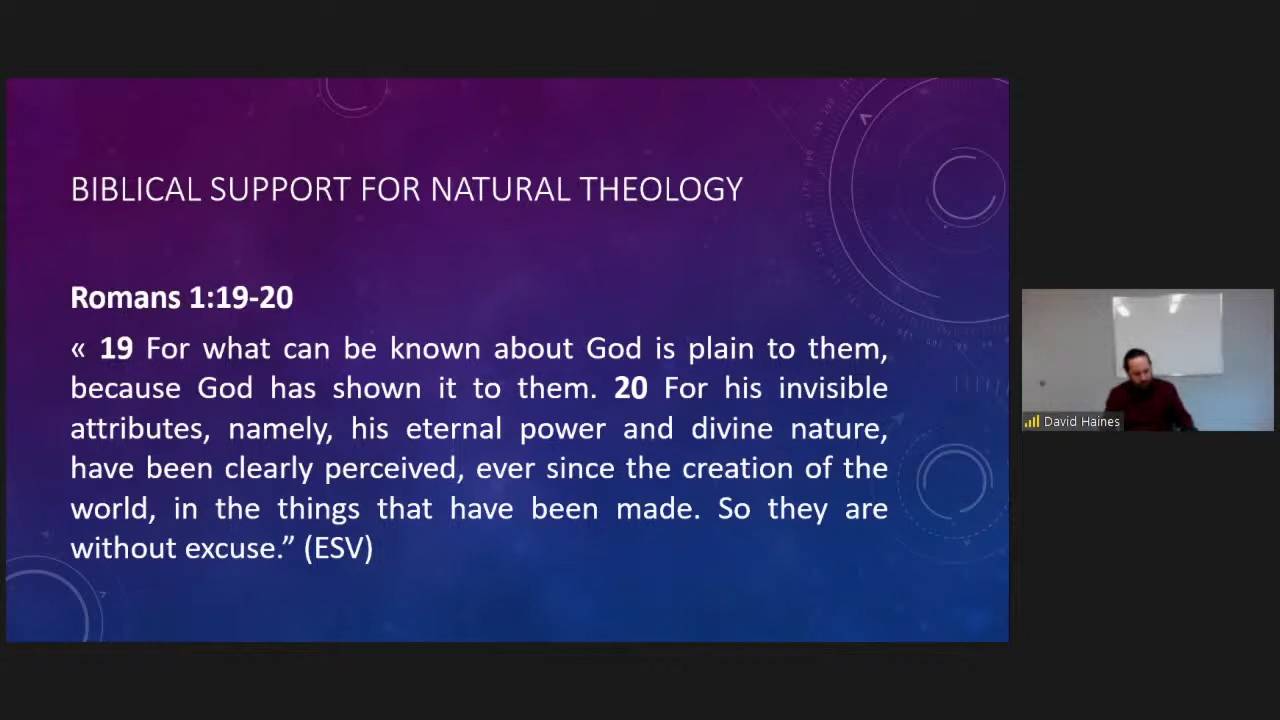 BIBLICAL SUPPORT FOR NATURAL THEOLOGY
Romans 1:19-20
« 19 For what can be known about God is plain to them,
because God has shown it to them. 20 For his invisible
attributes, namely, his eternal power and divine nature,
have been clearly perceived, ever since the creation of the
world, in the things that have been made. So they are
without excuse.” (ESV)
David Haines